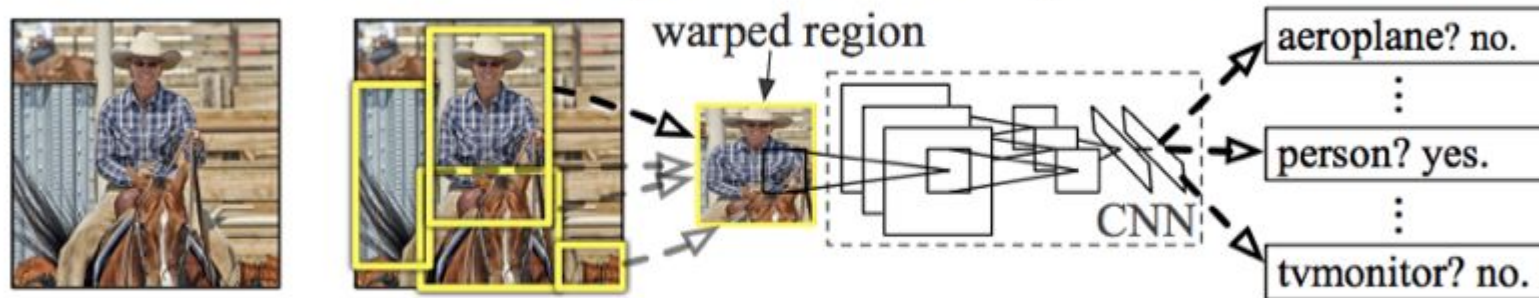 warped region
aeroplane? no.
⋮
person? yes.
CNN
⋮
tvmonitor? no.